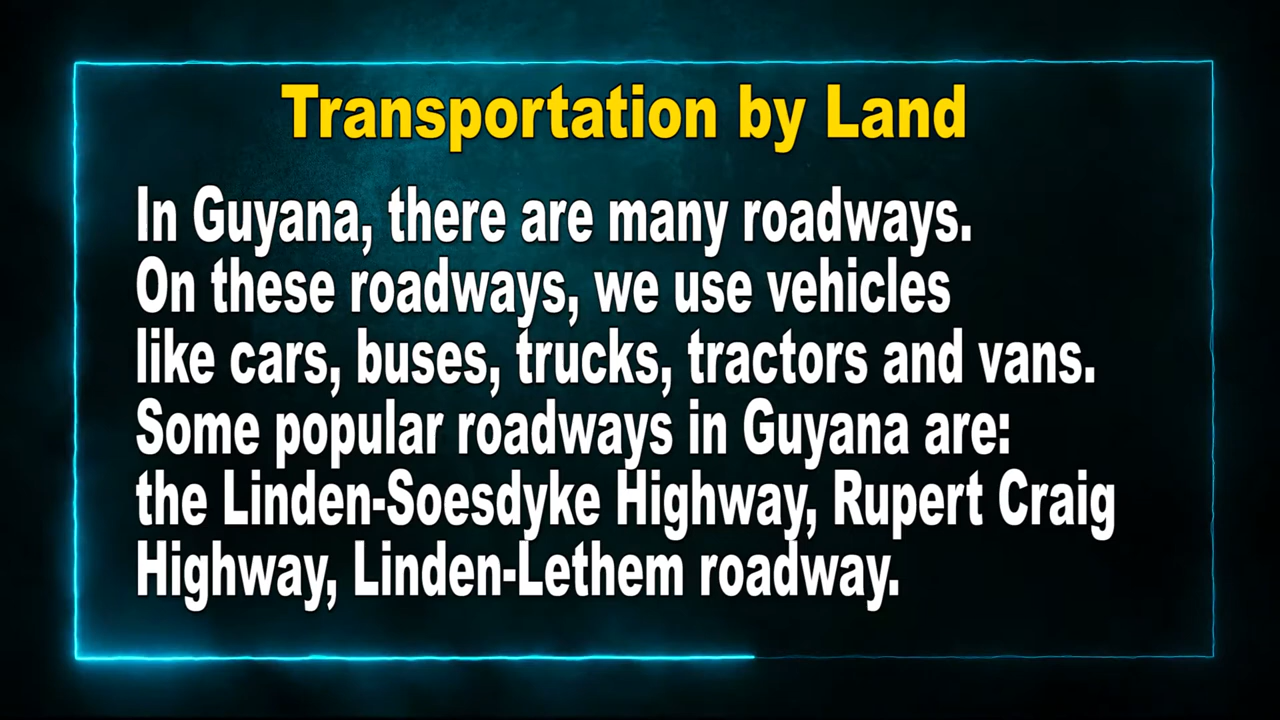 Transportation by Land
In Guyana, there are many roadways.
On these roadways, we use vehicles
like cars, buses, trucks, tractors and vans.
Some popular roadways in Guyana are:
the Linden-Soesdyke Highway, Rupert Craig
Highway, Linden-Lethem roadway.